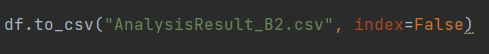 df.to_csv("AnalysisResult_B2.csv", index=False)